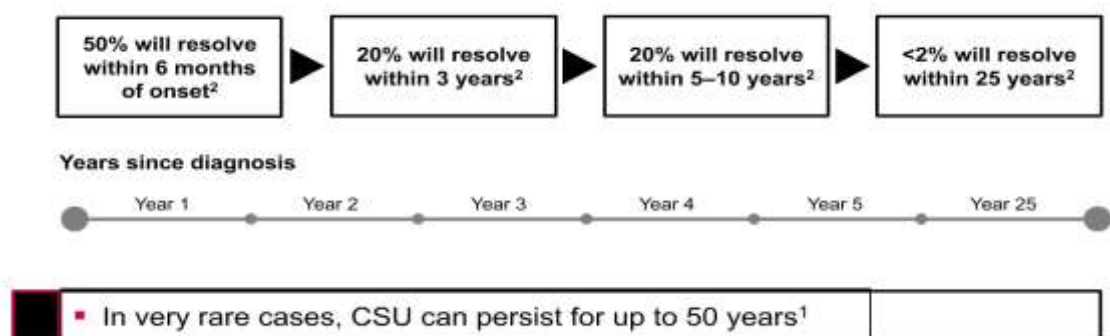 50% will resolve
within 6 months
of onset²
20% will resolve
within 3 years²
20% will resolve
within 5–10 years²
<2% will resolve
within 25 years²
Years since diagnosis
Year 1
Year 2
Year 3
Year 4
Year 5
Year 25
▪ In very rare cases, CSU can persist for up to 50 years¹